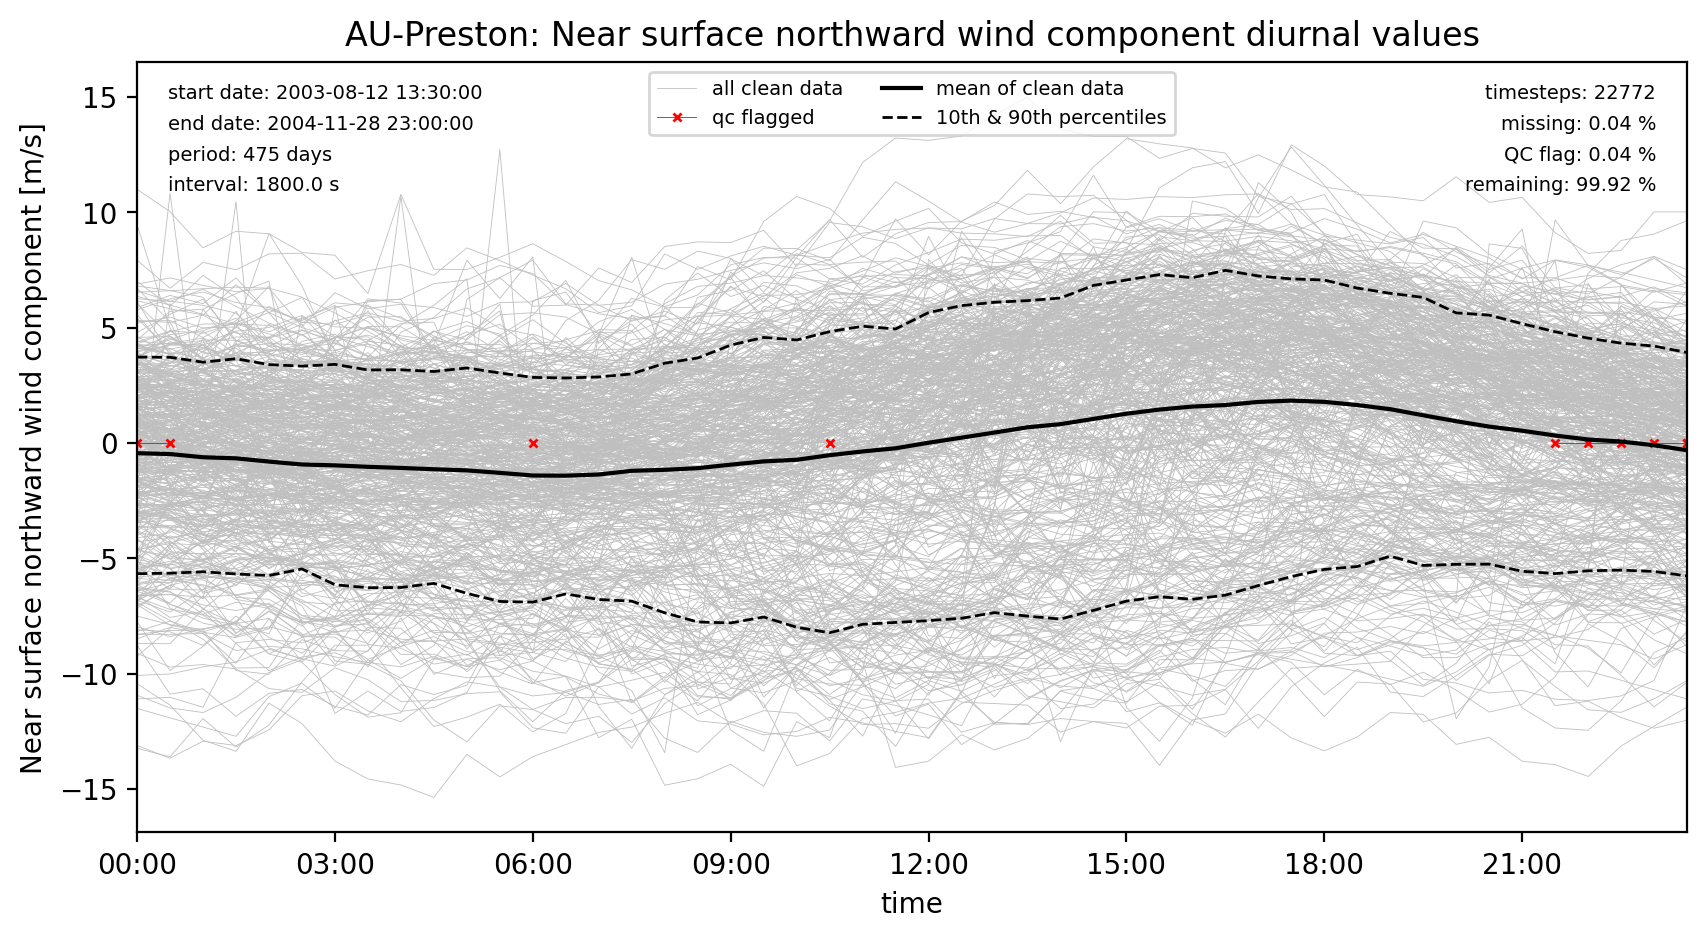 AU-Preston: Near surface northward wind component diurnal values
start date: 2003-08-12 13:30:00
end date: 2004-11-28 23:00:00
period: 475 days
interval: 1800.0 s
all clean data
qc flagged
mean of clean data
10th & 90th percentiles
timesteps: 22772
missing: 0.04 %
QC flag: 0.04 %
remaining: 99.92 %
Near surface northward wind component [m/s]
15
10
5
0
−5
−10
−15
00:00 03:00 06:00 09:00 12:00 15:00 18:00 21:00
time